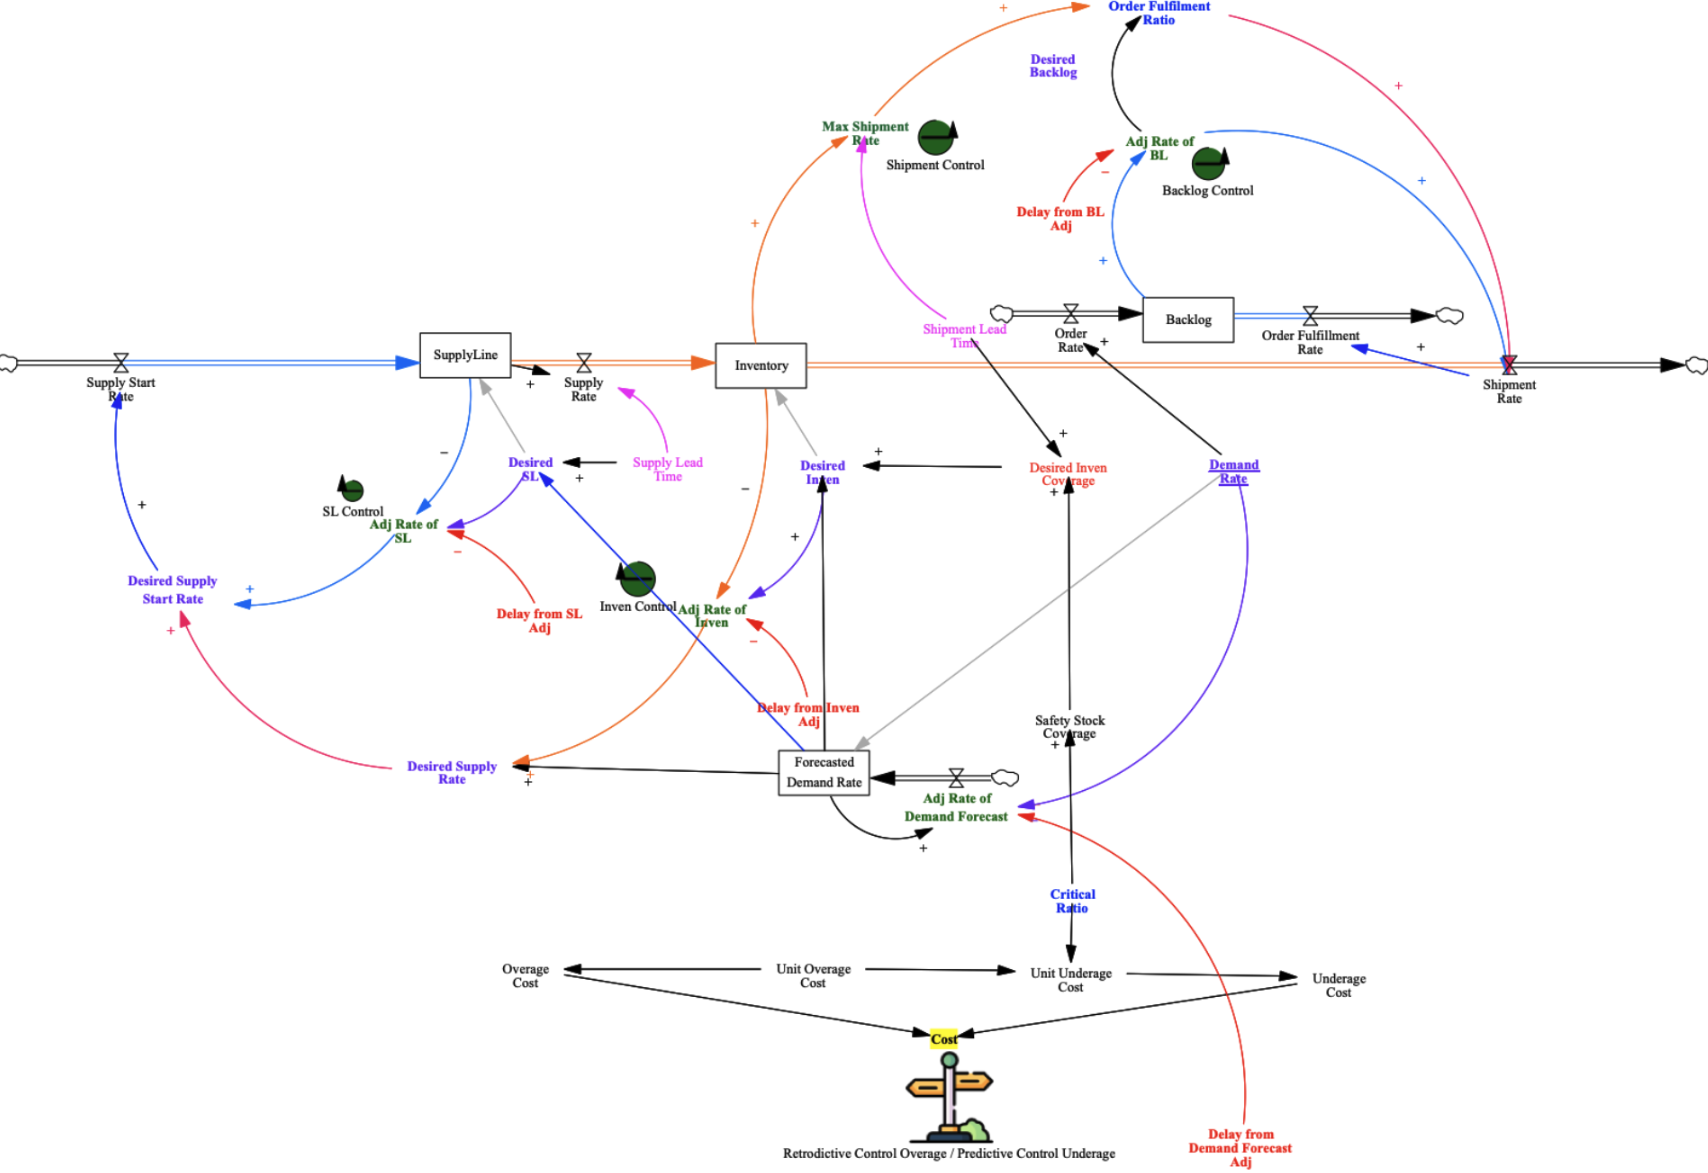 Order Fulfilment
Ratio
+
Desired
Backlog
+
Max Shipment
Rate
Shipment Control
Adj Rate of
BL
Backlog Control
−
+
Delay from BL
Adj
+
+
Shipment Lead
Time
Order
Rate
+
Backlog
Order Fulfillment
Rate
+
Supply Start
Rate
SupplyLine
+
Supply
Rate
Inventory
Shipment
Rate
−
Desired
SL
+
Supply Lead
Time
−
Desired
Inven
+
+
Desired Inven
Coverage
+
Demand
Rate
+
SL Control
Adj Rate of
SL
−
+
Desired Supply
Start Rate
+
+
Delay from SL
Adj
Inven Control
Adj Rate of
Inven
−
Delay from Inven
Adj
Safety Stock
Coverage
+
Desired Supply
Rate
+
+
Forecasted
Demand Rate
Adj Rate of
Demand Forecast
+
Critical
Ratio
Overage
Cost
Unit Overage
Cost
Unit Underage
Cost
Underage
Cost
Cost
Delay from
Demand Forecast
Adj
Retrodictive Control Overage / Predictive Control Underage